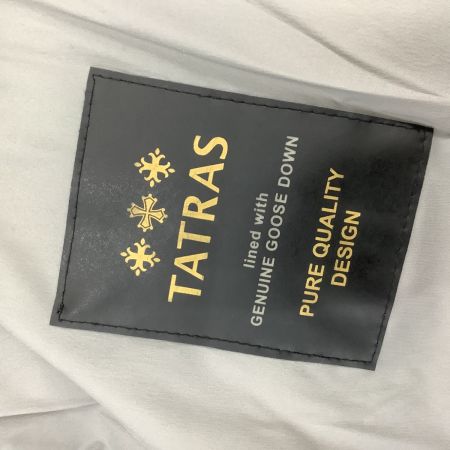 TATRAS
lined with
GENUINE GOOSE DOWN
PURE QUALITY
DESIGN